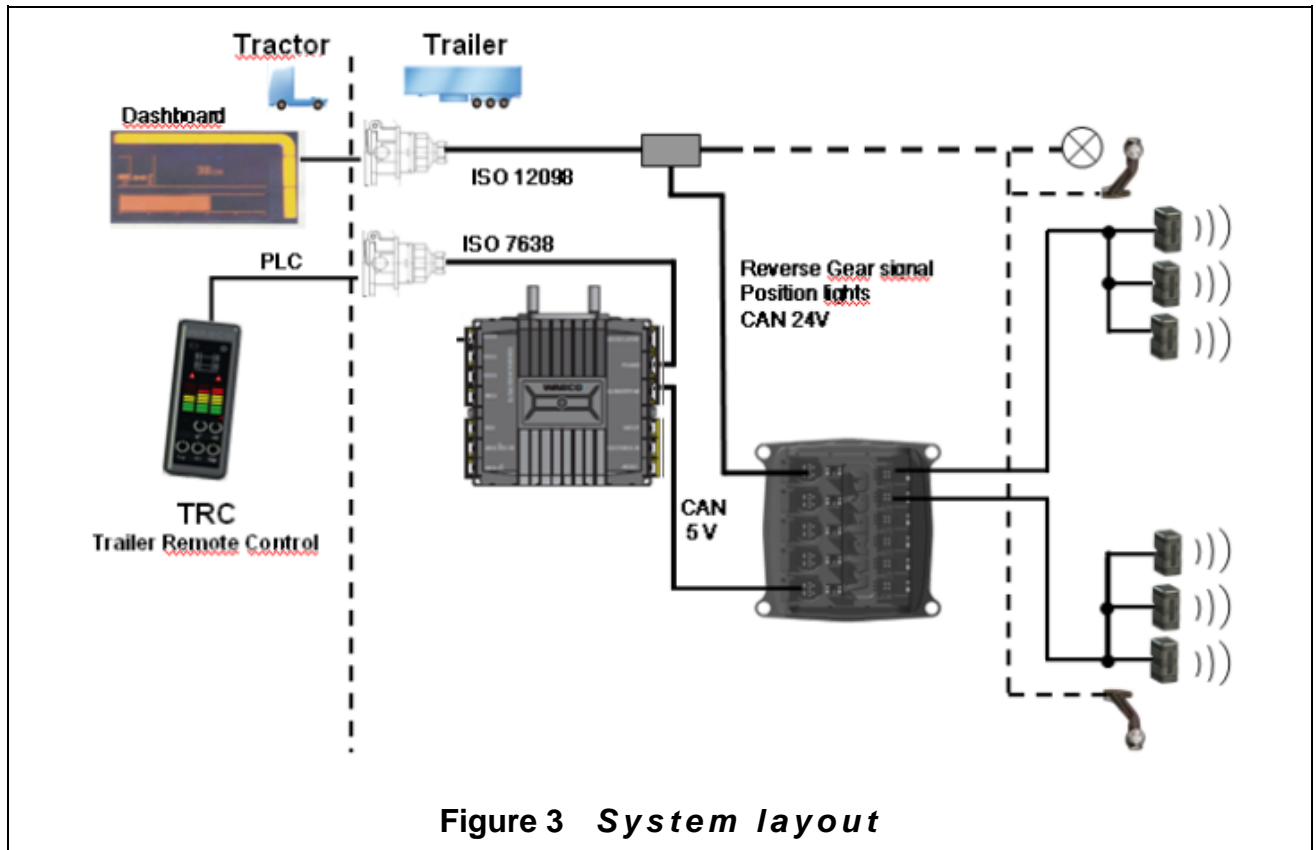 Tractor
Trailer
Dashboard
ISO 12098
ISO 7638
PLC
Reverse Gear signal
Position lights
CAN 24V
WABCO
CAN
5 V
TRC
Trailer Remote Control
Figure 3 System layout